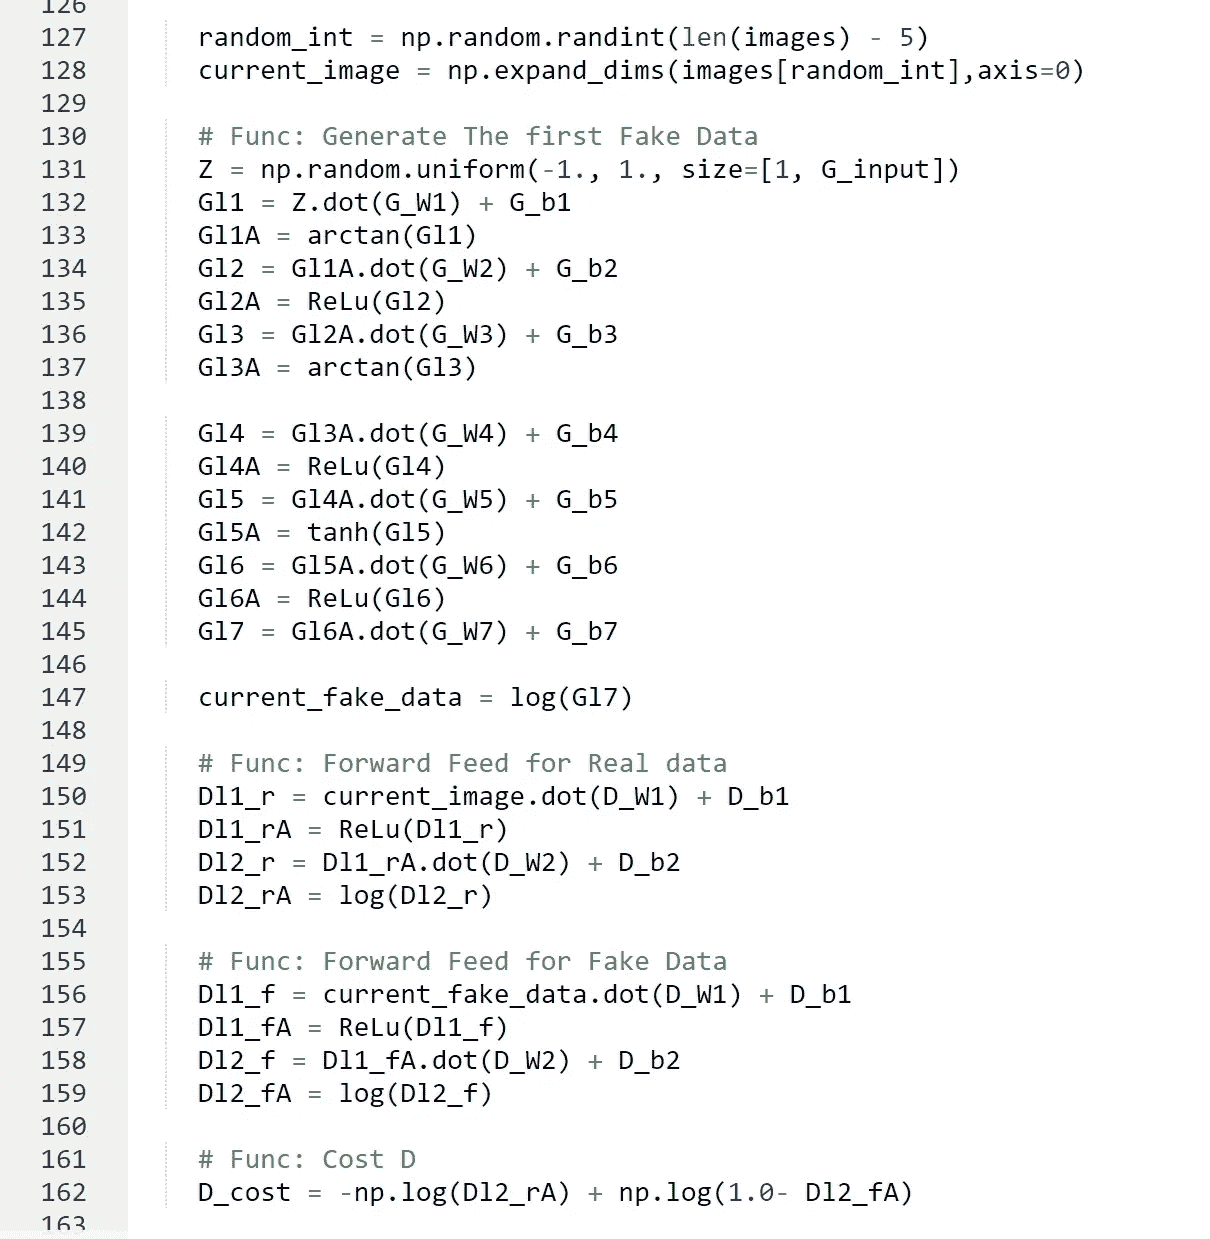 126
127 random_int = np.random.randint(len(images) - 5)
128 current_image = np.expand_dims(images[random_int],axis=0)
129
130 # Func: Generate The first Fake Data
131 Z = np.random.uniform(-1., 1., size=[1, G_input])
132 Gl1 = Z.dot(G_W1) + G_b1
133 Gl1A = arctan(Gl1)
134 Gl2 = Gl1A.dot(G_W2) + G_b2
135 Gl2A = ReLu(Gl2)
136 Gl3 = Gl2A.dot(G_W3) + G_b3
137 Gl3A = arctan(Gl3)
138
139 Gl4 = Gl3A.dot(G_W4) + G_b4
140 Gl4A = ReLu(Gl4)
141 Gl5 = Gl4A.dot(G_W5) + G_b5
142 Gl5A = tanh(Gl5)
143 Gl6 = Gl5A.dot(G_W6) + G_b6
144 Gl6A = ReLu(Gl6)
145 Gl7 = Gl6A.dot(G_W7) + G_b7
146
147 current_fake_data = log(Gl7)
148
149 # Func: Forward Feed for Real data
150 Dl1_r = current_image.dot(D_W1) + D_b1
151 Dl1_rA = ReLu(Dl1_r)
152 Dl2_r = Dl1_rA.dot(D_W2) + D_b2
153 Dl2_rA = log(Dl2_r)
154
155 # Func: Forward Feed for Fake Data
156 Dl1_f = current_fake_data.dot(D_W1) + D_b1
157 Dl1_fA = ReLu(Dl1_f)
158 Dl2_f = Dl1_fA.dot(D_W2) + D_b2
159 Dl2_fA = log(Dl2_f)
160
161 # Func: Cost D
162 D_cost = -np.log(Dl2_rA) + np.log(1.0- Dl2_fA)
163